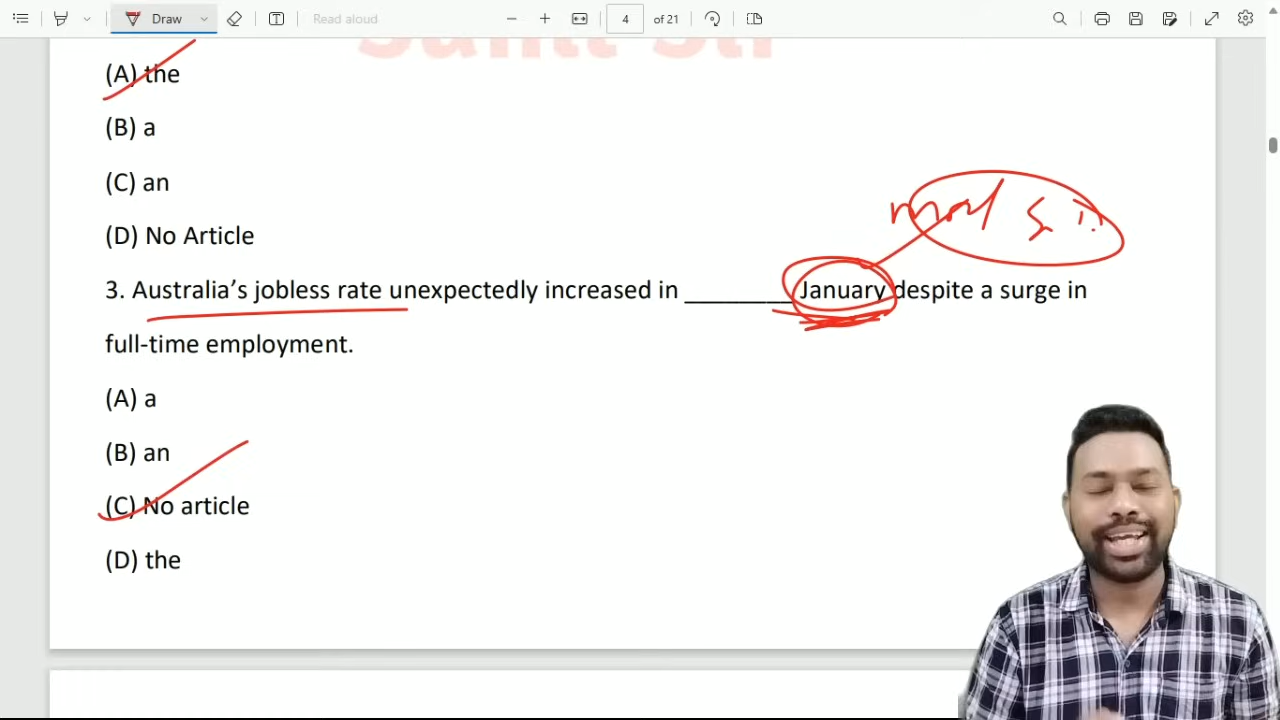 Draw
Read aloud
4
of 21
(A) the
(B) a
(C) an
(D) No Article
3. Australia’s jobless rate unexpectedly increased in ________ January despite a surge in
full-time employment.
(A) a
(B) an
(C) No article
(D) the